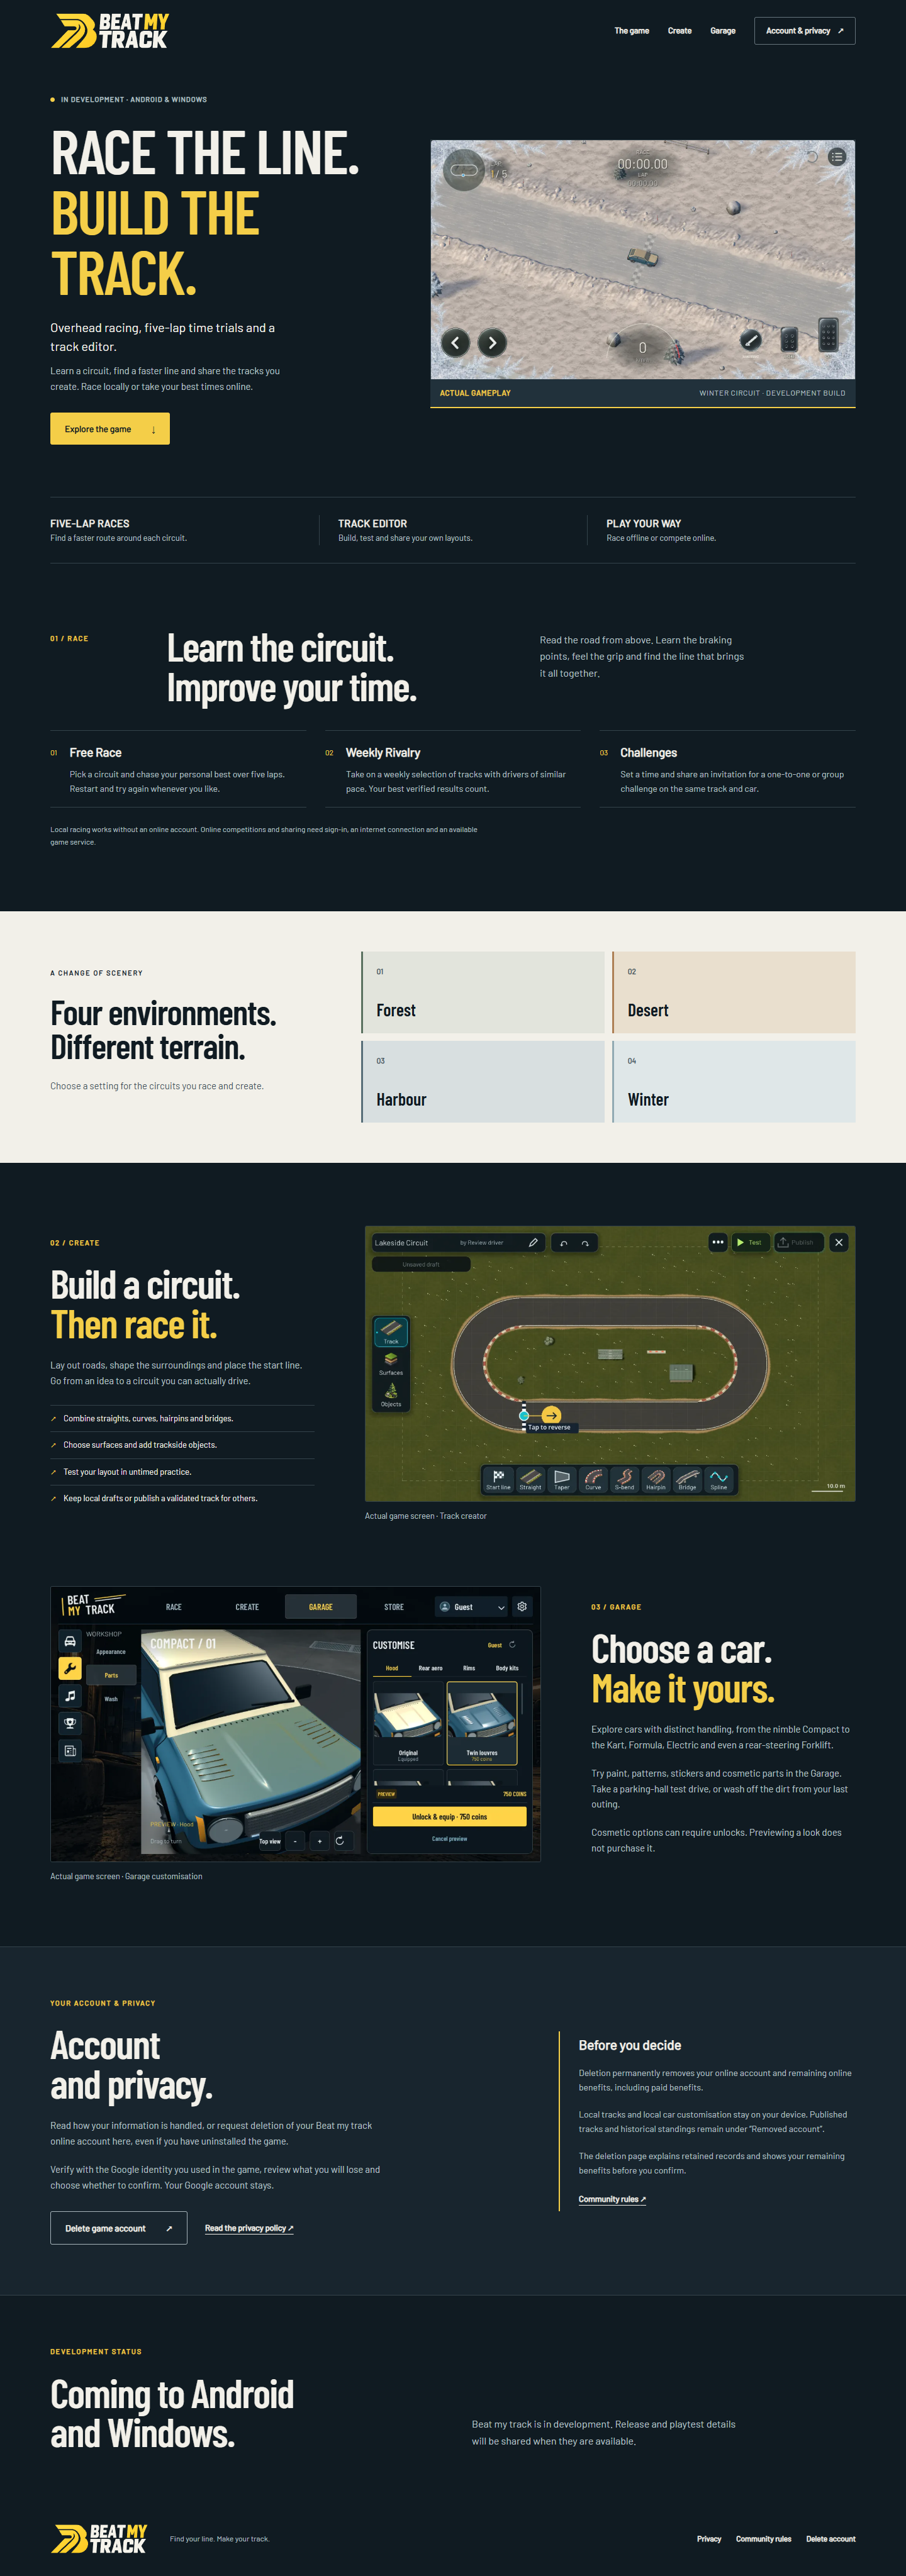 BEAT MY
TRACK
The game
Create
Garage
Account & privacy ↗
IN DEVELOPMENT · ANDROID & WINDOWS
RACE THE LINE.
BUILD THE
TRACK.
Overhead racing, five-lap time trials and a
track editor.
Learn a circuit, find a faster line and share the tracks you
create. Race locally or take your best times online.
Explore the game ↓
1 / 5
00:00.00
LAP
0
ACTUAL GAMEPLAY
WINTER CIRCUIT · DEVELOPMENT BUILD
FIVE-LAP RACES
Find a faster route around each circuit.
TRACK EDITOR
Build, test and share your own layouts.
PLAY YOUR WAY
Race offline or compete online.
01 / RACE
Learn the circuit.
Improve your time.
Read the road from above. Learn the braking
points, feel the grip and find the line that brings
it all together.
01 Free Race
Pick a circuit and chase your personal best over five laps.
Restart and try again whenever you like.
02 Weekly Rivalry
Take on a weekly selection of tracks with drivers of similar
pace. Your best verified results count.
03 Challenges
Set a time and share an invitation for a one-to-one or group
challenge on the same track and car.
Local racing works without an online account. Online competitions and sharing need sign-in, an internet connection and an available
game service.
A CHANGE OF SCENERY
Four environments.
Different terrain.
Choose a setting for the circuits you race and create.
01
Forest
02
Desert
03
Harbour
04
Winter
02 / CREATE
Build a circuit.
Then race it.
Lay out roads, shape the surroundings and place the start line.
Go from an idea to a circuit you can actually drive.
↗ Combine straights, curves, hairpins and bridges.
↗ Choose surfaces and add trackside objects.
↗ Test your layout in untimed practice.
↗ Keep local drafts or publish a validated track for others.
Lakeside Circuit
by Review driver
Test
Publish
Unsaved draft
Track
Surfaces
Objects
Tap to reverse
Start line
Straight
Taper
Curve
S-bend
Hairpin
Bridge
Spline
10.0 m
Actual game screen · Track creator
BEAT
MY TRACK
RACE
CREATE
GARAGE
STORE
Guest
WORKSHOP
Appearance
Parts
Wash
COMPACT / 01
PREVIEW · Hood
Drag to turn
Top view
-
+
CUSTOMISE
Guest
Hood
Rear aero
Rims
Body kits
Original
Equipped
Twin louvres
750 coins
PREVIEW
750 COINS
Unlock & equip · 750 coins
Cancel preview
Actual game screen · Garage customisation
03 / GARAGE
Choose a car.
Make it yours.
Explore cars with distinct handling, from the nimble Compact to
the Kart, Formula, Electric and even a rear-steering Forklift.
Try paint, patterns, stickers and cosmetic parts in the Garage.
Take a parking-hall test drive, or wash off the dirt from your last
outing.
Cosmetic options can require unlocks. Previewing a look does
not purchase it.
YOUR ACCOUNT & PRIVACY
Account
and privacy.
Read how your information is handled, or request deletion of your Beat my track
online account here, even if you have uninstalled the game.
Verify with the Google identity you used in the game, review what you will lose and
choose whether to confirm. Your Google account stays.
Delete game account ↗
Read the privacy policy ↗
Before you decide
Deletion permanently removes your online account and remaining online
benefits, including paid benefits.
Local tracks and local car customisation stay on your device. Published
tracks and historical standings remain under “Removed account”.
The deletion page explains retained records and shows your remaining
benefits before you confirm.
Community rules ↗
DEVELOPMENT STATUS
Coming to Android
and Windows.
Beat my track is in development. Release and playtest details
will be shared when they are available.
BEAT MY
TRACK
Find your line. Make your track.
Privacy
Community rules
Delete account